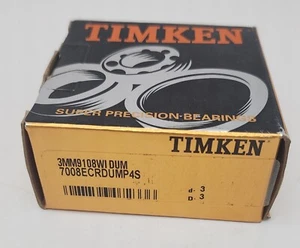 TIMKEN
SUPER PRECISION BEARINGS
TIMKEN
3MM9108WI DUM
7008ECRDUMP4S
d. 3
D. 3